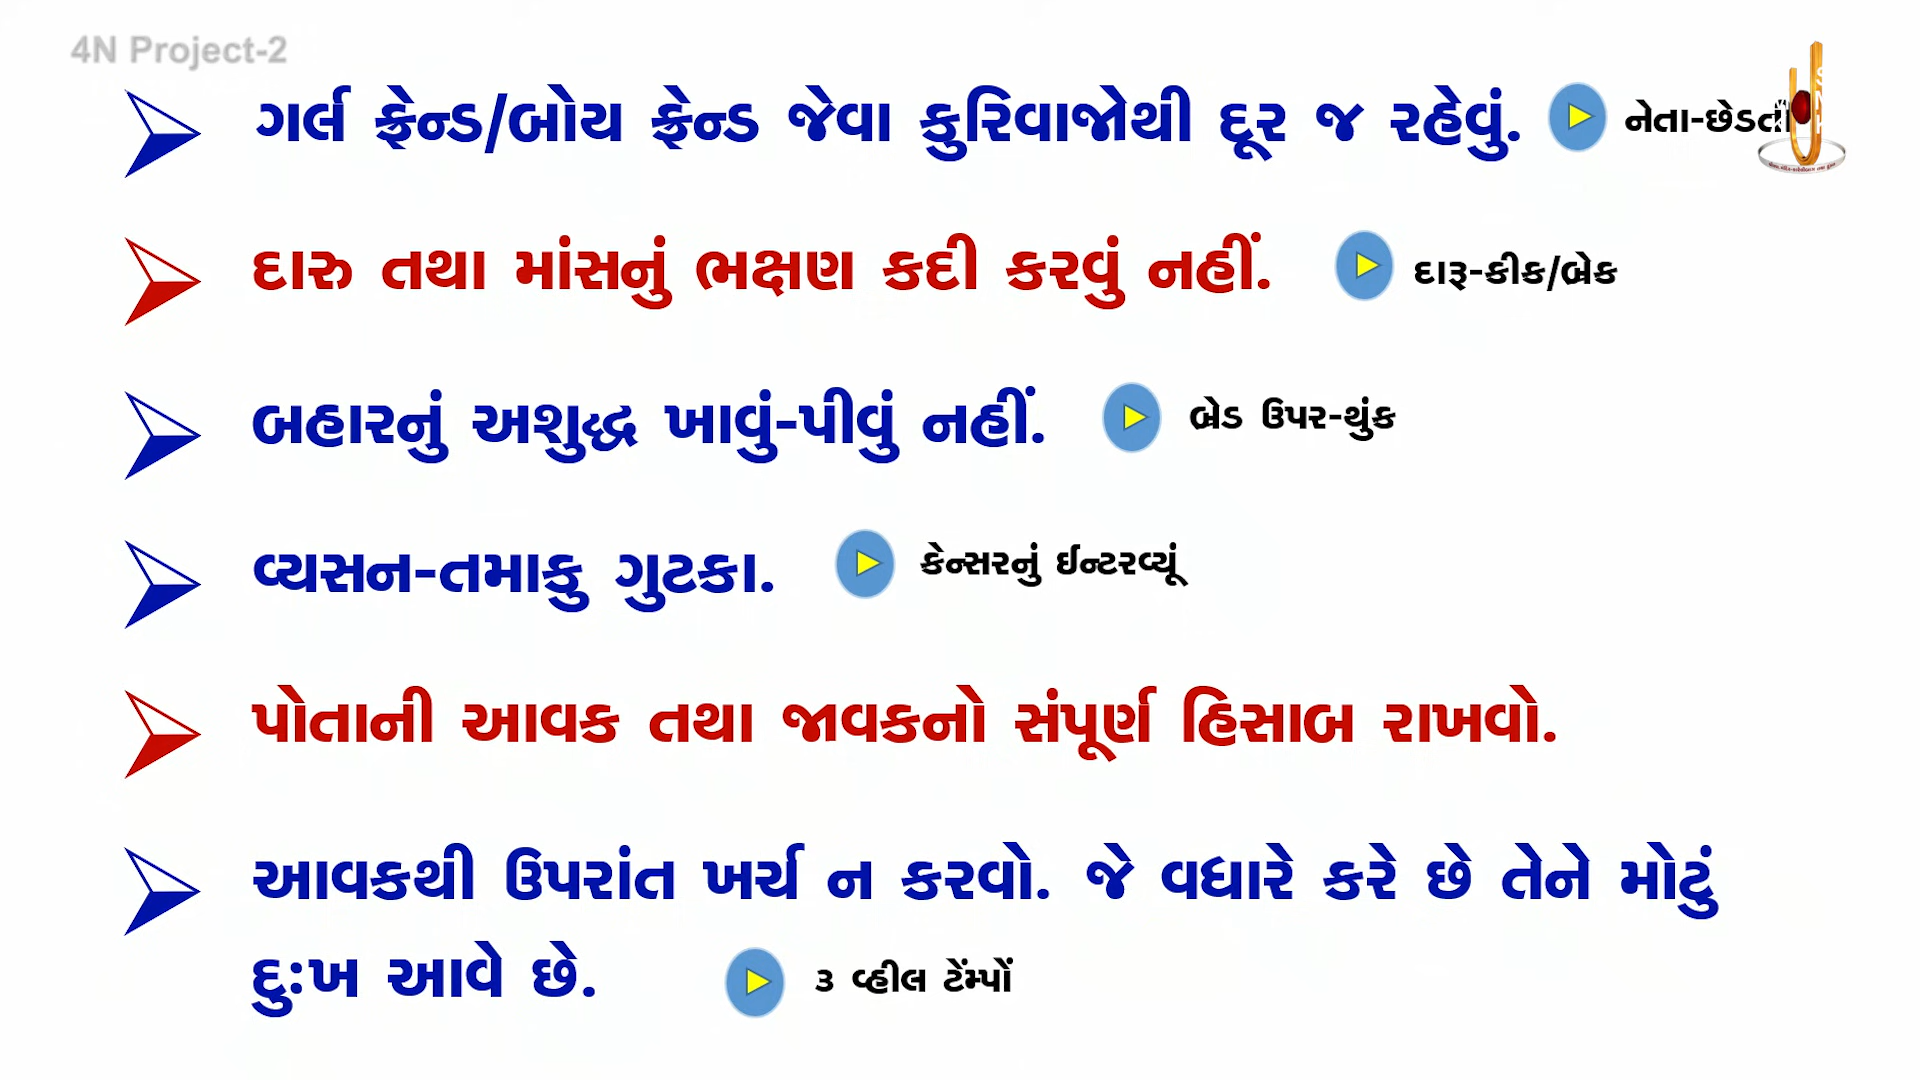 4N Project-2
ગર્લ ફ્રેન્ડ/બોય ફ્રેન્ડ જેવા કુરિવાજોથી દૂર જ રહેવું. નેતા-છેડતી
દારુ તથા માંસનું ભક્ષણ કદી કરવું નહીં. દારૂ-કીક/બ્રેક
બહારનું અશુદ્ધ ખાવું-પીવું નહીં. બ્રેડ ઉપર-થુંક
વ્યસન-તમાકુ ગુટકા. કેન્સરનું ઈન્ટરવ્યૂં
પોતાની આવક તથા જાવકનો સંપૂર્ણ હિસાબ રાખવો.
આવકથી ઉપરાંત ખર્ચ ન કરવો. જે વધારે કરે છે તેને મોટું
દુઃખ આવે છે. ૩ વ્હીલ ટેંમ્પોં